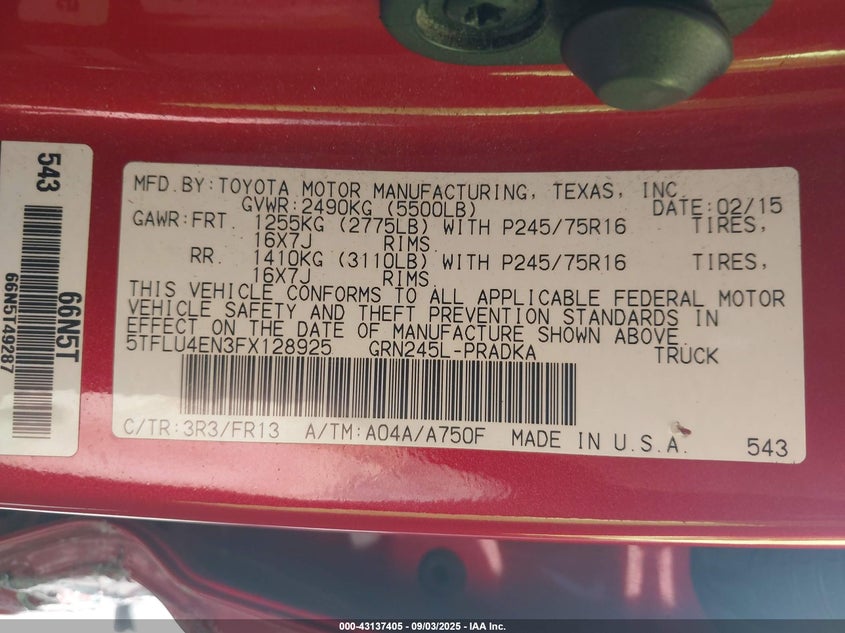 543
66N5T
66N5T49287
MFD.BY:TOYOTA MOTOR MANUFACTURING, TEXAS, INC.
GVWR:2490KG (5500LB) DATE:02/15
GAWR:FRT. 1255KG (2775LB) WITH P245/75R16 TIRES,
16X7J RIMS.
RR. 1410KG (3110LB) WITH P245/75R16 TIRES,
16X7J RIMS.
THIS VEHICLE CONFORMS TO ALL APPLICABLE FEDERAL MOTOR
VEHICLE SAFETY AND THEFT PREVENTION STANDARDS IN
EFFECT ON THE DATE OF MANUFACTURE SHOWN ABOVE.
5TFLU4EN3FX128925 GRN245L-PRADKA TRUCK
C/TR:3R3/FR13 A/TM:A04A/A750F MADE IN U.S.A. 543
000-43137405 - 09/03/2025 - IAA Inc.